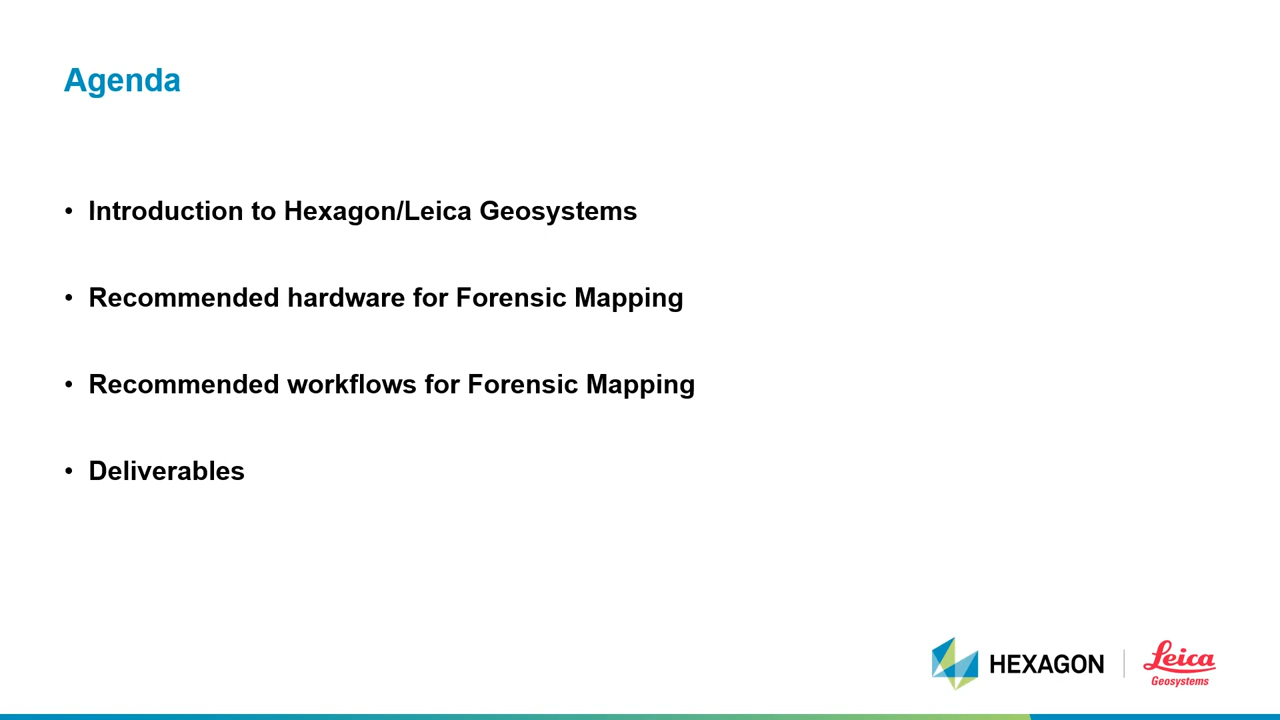 Agenda
• Introduction to Hexagon/Leica Geosystems
• Recommended hardware for Forensic Mapping
• Recommended workflows for Forensic Mapping
• Deliverables
HEXAGON
Leica
Geosystems